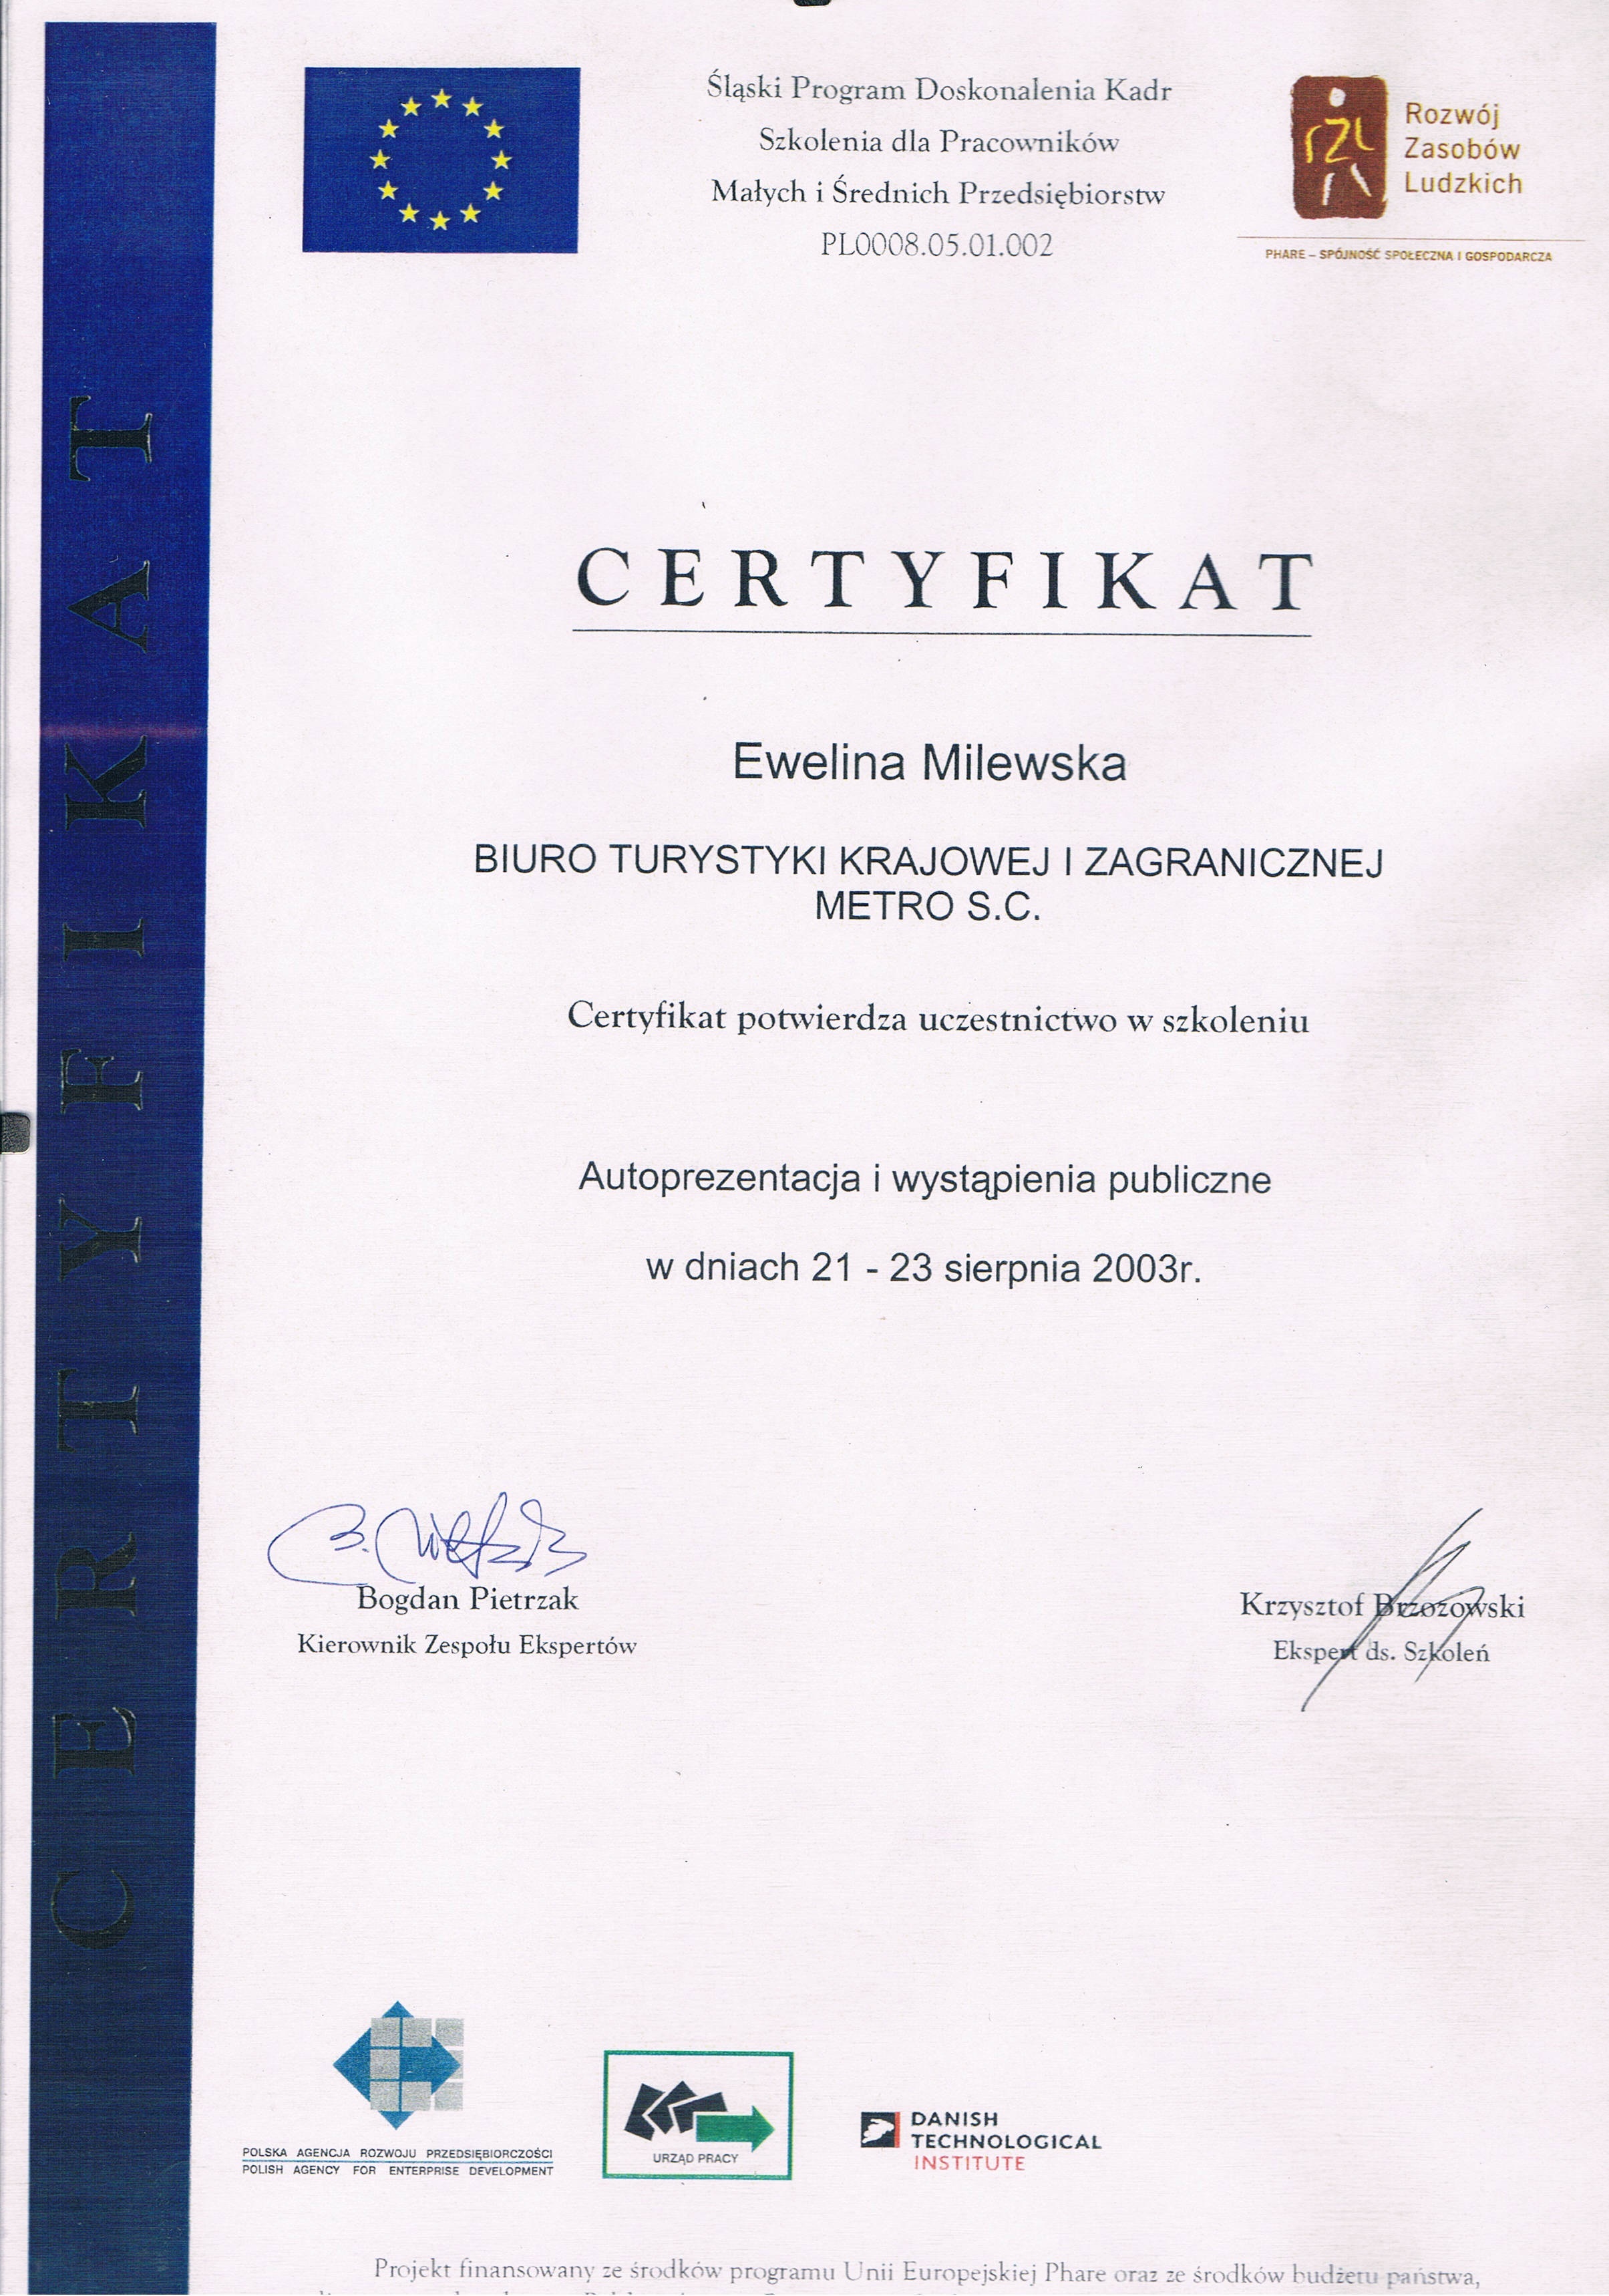 Śląski Program Doskonalenia Kadr
Szkolenia dla Pracowników
Małych i Średnich Przedsiębiorstw
PL0008.05.01.002
Rozwój
Zasobów
Ludzkich
PHARE – SPÓJNOŚĆ SPOŁECZNA I GOSPODARCZA
CERTYFIKAT
CERTYFIKAT
Ewelina Milewska
BIURO TURYSTYKI KRAJOWEJ I ZAGRANICZNEJ
METRO S.C.
Certyfikat potwierdza uczestnictwo w szkoleniu
Autoprezentacja i wystąpienia publiczne
w dniach 21 - 23 sierpnia 2003r.
Bogdan Pietrzak
Kierownik Zespołu Ekspertów
Krzysztof Brzozowski
Ekspert ds. Szkoleń
POLSKA AGENCJA ROZWOJU PRZEDSIĘBIORCZOŚCI
POLISH AGENCY FOR ENTERPRISE DEVELOPMENT
URZĄD PRACY
DANISH
TECHNOLOGICAL
INSTITUTE
Projekt finansowany ze środków programu Unii Europejskiej Phare oraz ze środków budżetu państwa,